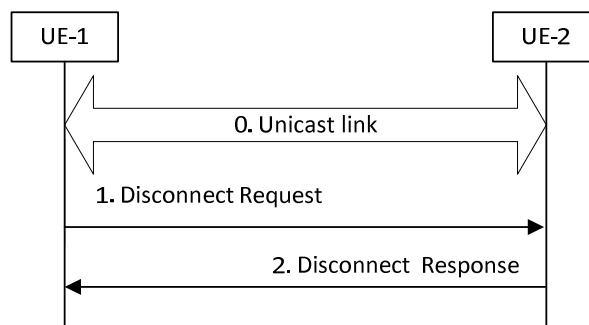 UE-1
UE-2
0. Unicast link
1. Disconnect Request
2. Disconnect Response